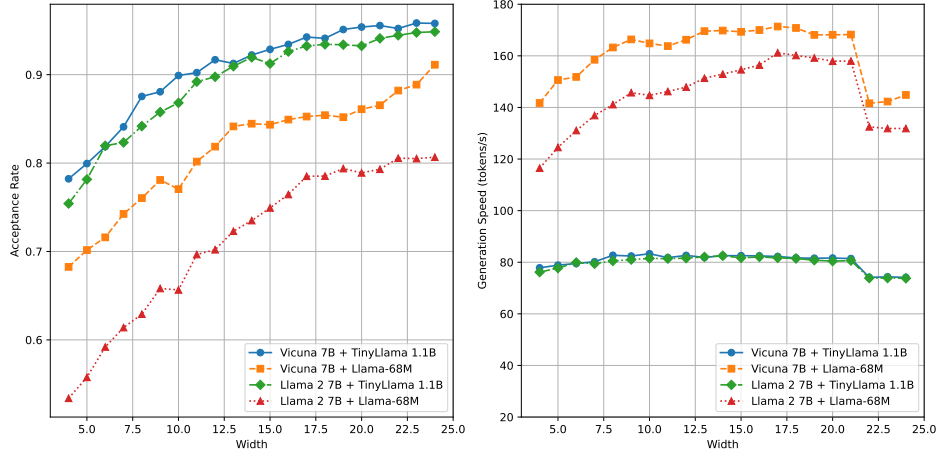 0.9
0.8
0.7
0.6
Acceptance Rate
5.0 7.5 10.0 12.5 15.0 17.5 20.0 22.5 25.0
Width
Vicuna 7B + TinyLlama 1.1B
Vicuna 7B + Llama-68M
Llama 2 7B + TinyLlama 1.1B
Llama 2 7B + Llama-68M
180
160
140
120
100
80
60
40
20
Generation Speed (tokens/s)
5.0 7.5 10.0 12.5 15.0 17.5 20.0 22.5 25.0
Width
Vicuna 7B + TinyLlama 1.1B
Vicuna 7B + Llama-68M
Llama 2 7B + TinyLlama 1.1B
Llama 2 7B + Llama-68M